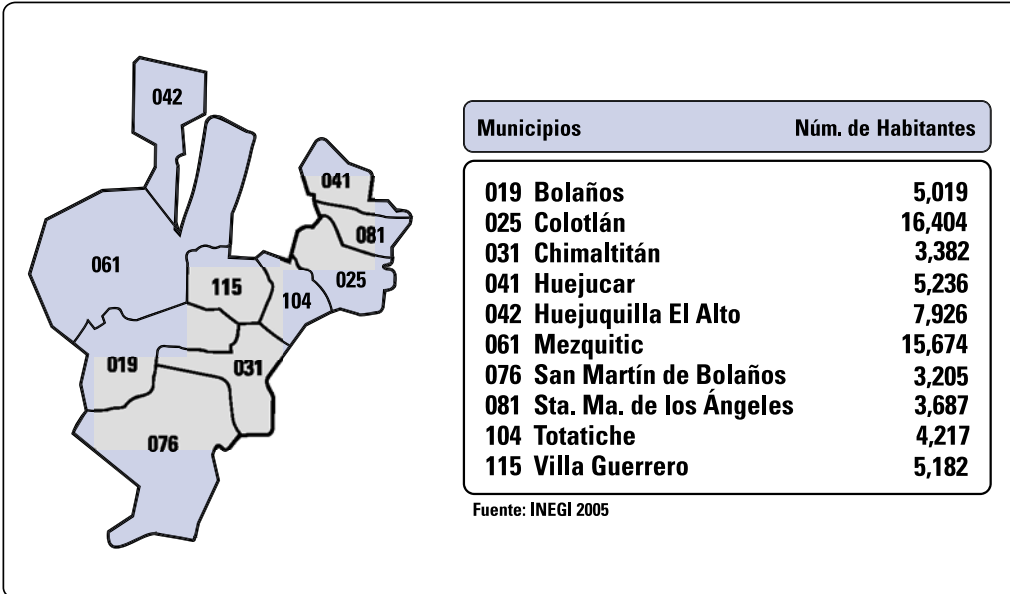 042
041
081
061
115
025
104
019
031
076
Municipios Núm. de Habitantes
019 Bolaños 5,019
025 Colotlán 16,404
031 Chimaltitán 3,382
041 Huejucar 5,236
042 Huejuquilla El Alto 7,926
061 Mezquitic 15,674
076 San Martín de Bolaños 3,205
081 Sta. Ma. de los Ángeles 3,687
104 Totatiche 4,217
115 Villa Guerrero 5,182
Fuente: INEGI 2005